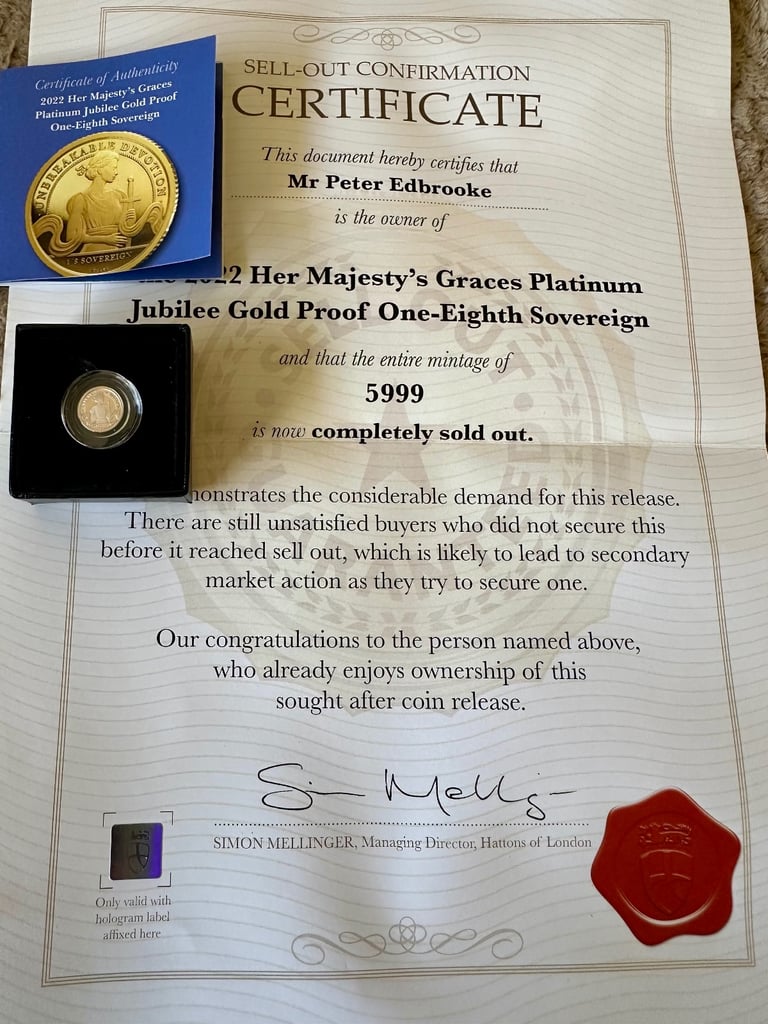 Certificate of Authenticity
2022 Her Majesty's Graces
Platinum Jubilee Gold Proof
One-Eighth Sovereign
UNBREAKABLE DEVOTION
1/8 SOVEREIGN
SELL-OUT CONFIRMATION
CERTIFICATE
This document hereby certifies that
Mr Peter Edbrooke
is the owner of
2022 Her Majesty's Graces Platinum
Jubilee Gold Proof One-Eighth Sovereign
and that the entire mintage of
5999
is now completely sold out.
monstrates the considerable demand for this release.
There are still unsatisfied buyers who did not secure this
before it reached sell out, which is likely to lead to secondary
market action as they try to secure one.
Our congratulations to the person named above,
who already enjoys ownership of this
sought after coin release.
SIMON MELLINGER, Managing Director, Hattons of London
Only valid with
hologram label
affixed here